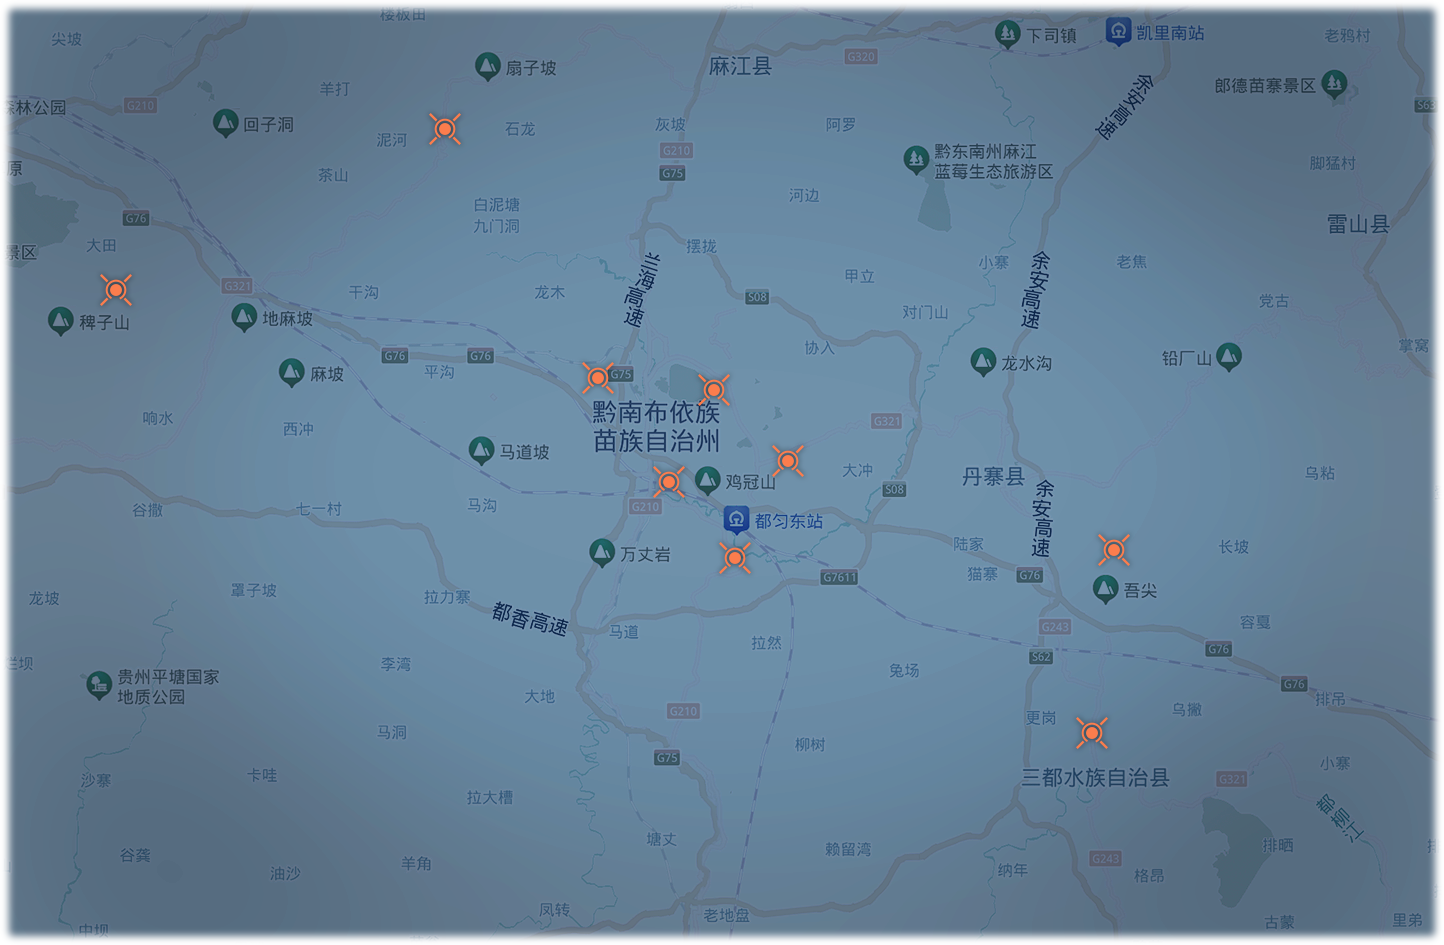 楼板田
尖坡
下司镇
凯里南站
老鸦村
扇子坡
麻江县
G320
羊打
郎德苗寨景区
余安高速
森林公园
G210
回子洞
石龙
灰坡
阿罗
泥河
G210
黔东南州麻江
蓝莓生态旅游区
脚猛村
原
茶山
G75
河边
白泥塘
九门洞
G76
雷山县
大田
景区
摆拢
兰海高速
甲立
小寨
余安高速
老焦
G321
干沟
龙木
S08
党古
对门山
稗子山
地麻坡
协入
掌窝
G76
G76
龙水沟
铅厂山
麻坡
平沟
G75
响水
黔南布依族
苗族自治州
G321
西冲
马道坡
鸡冠山
大冲
丹寨县
乌粘
S08
谷撒
七一村
马沟
G210
都匀东站
余安高速
陆家
长坡
万丈岩
猫寨
G76
G7611
吾尖
龙坡
罩子坡
拉力寨
都香高速
马道
G243
容戛
拉然
G76
S62
李湾
兔场
贵州平塘国家
地质公园
G76
大地
排吊
G210
更岗
乌撇
马洞
柳树
G75
小寨
沙寨
卡哇
三都水族自治县
G321
拉大槽
都柳江
塘丈
赖留湾
排晒
谷龚
羊角
G243
油沙
纳年
格昂
凤转
老地盘
古蒙
里弟
中坝